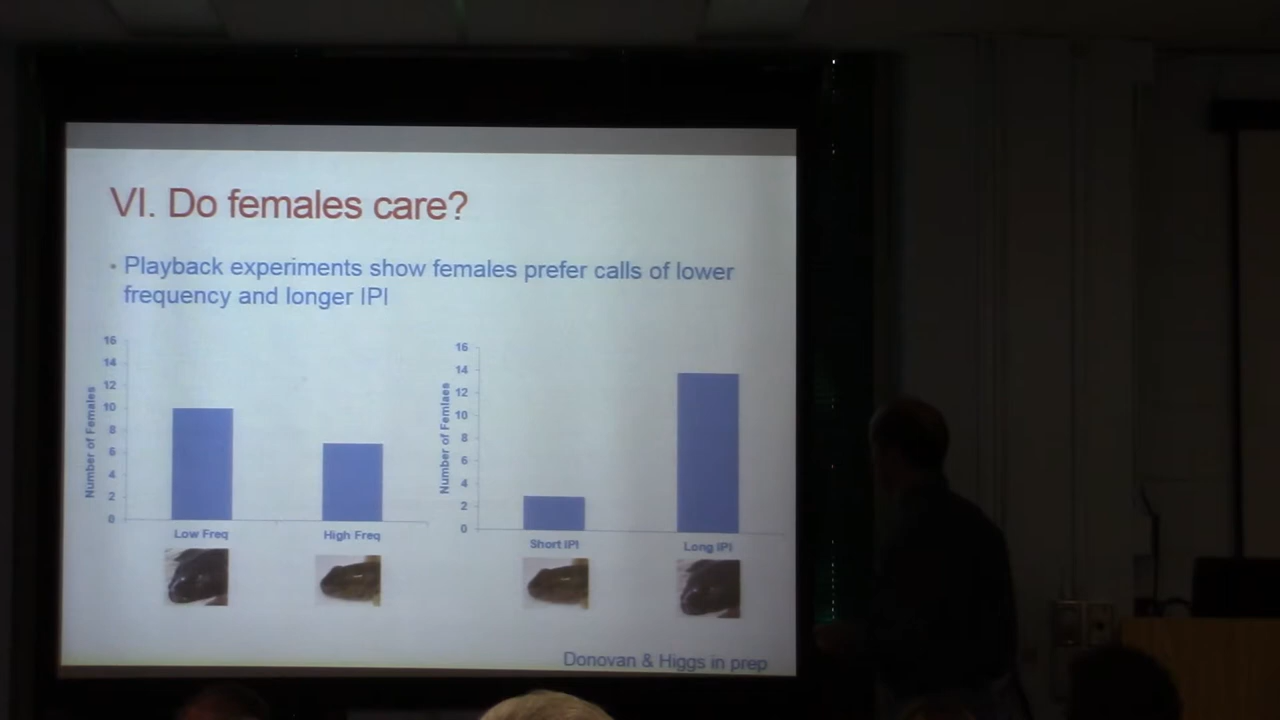 VI. Do females care?
• Playback experiments show females prefer calls of lower
frequency and longer IPI
16
14
12
10
8
6
4
2
0
Number of Females
Low Freq
High Freq
16
14
12
10
8
6
4
2
0
Number of Femlaes
Short IPI
Long IPI
Donovan & Higgs in prep